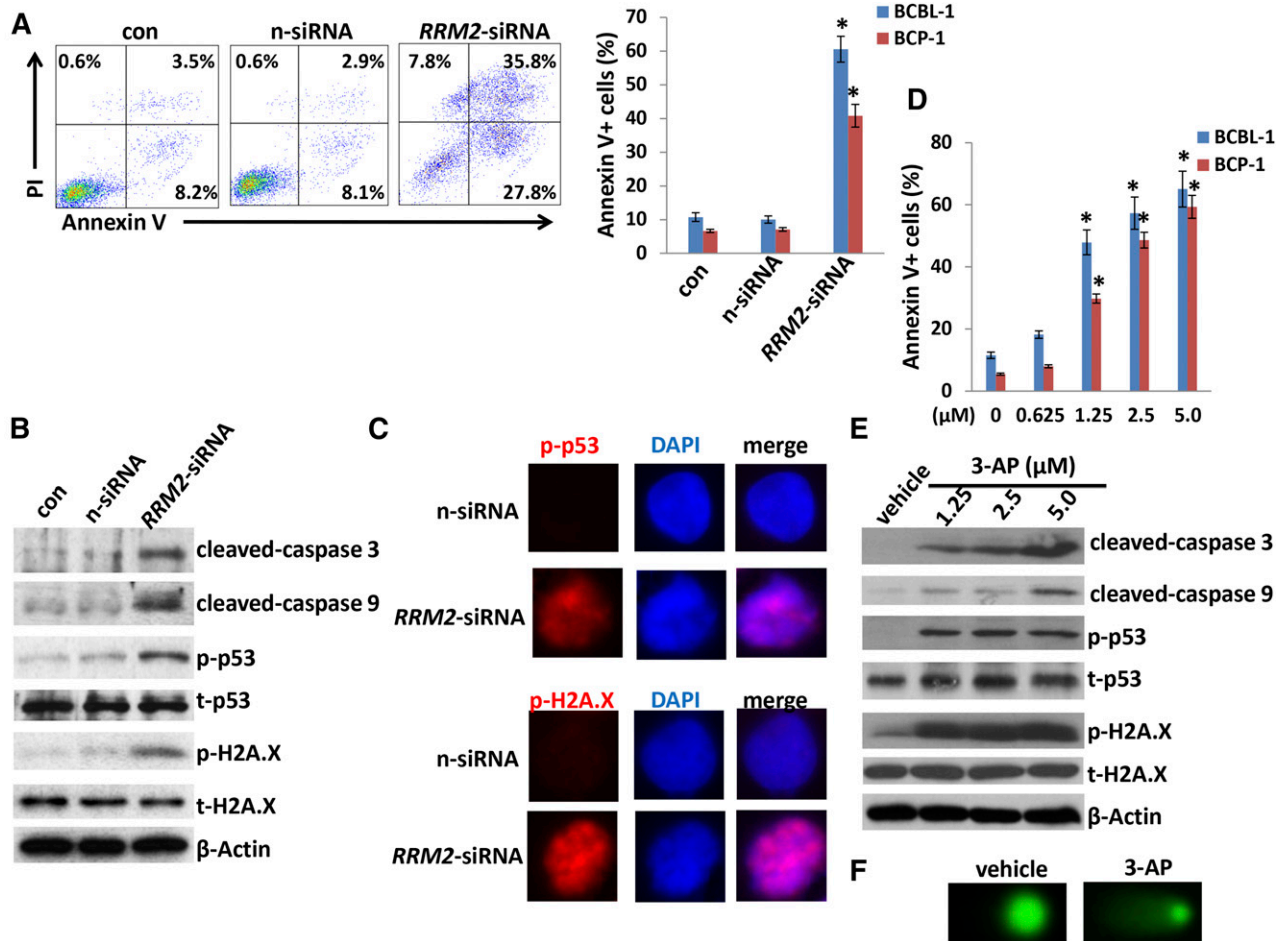 A
con
n-siRNA
RRM2-siRNA
0.6%
3.5%
0.6%
2.9%
7.8%
35.8%
8.2%
8.1%
27.8%
PI
Annexin V
Annexin V+ cells (%)
70
60
50
40
30
20
10
0
*
*
con
n-siRNA
RRM2-siRNA
BCBL-1
BCP-1
D
Annexin V+ cells (%)
80
60
40
20
0
*
*
*
*
*
*
BCBL-1
BCP-1
(μM) 0 0.625 1.25 2.5 5.0
B
con
n-siRNA
RRM2-siRNA
cleaved-caspase 3
cleaved-caspase 9
p-p53
t-p53
p-H2A.X
t-H2A.X
β-Actin
C
p-p53 DAPI merge
n-siRNA
RRM2-siRNA
p-H2A.X DAPI merge
n-siRNA
RRM2-siRNA
E
3-AP (μM)
vehicle
1.25
2.5
5.0
cleaved-caspase 3
cleaved-caspase 9
p-p53
t-p53
p-H2A.X
t-H2A.X
β-Actin
F
vehicle
3-AP